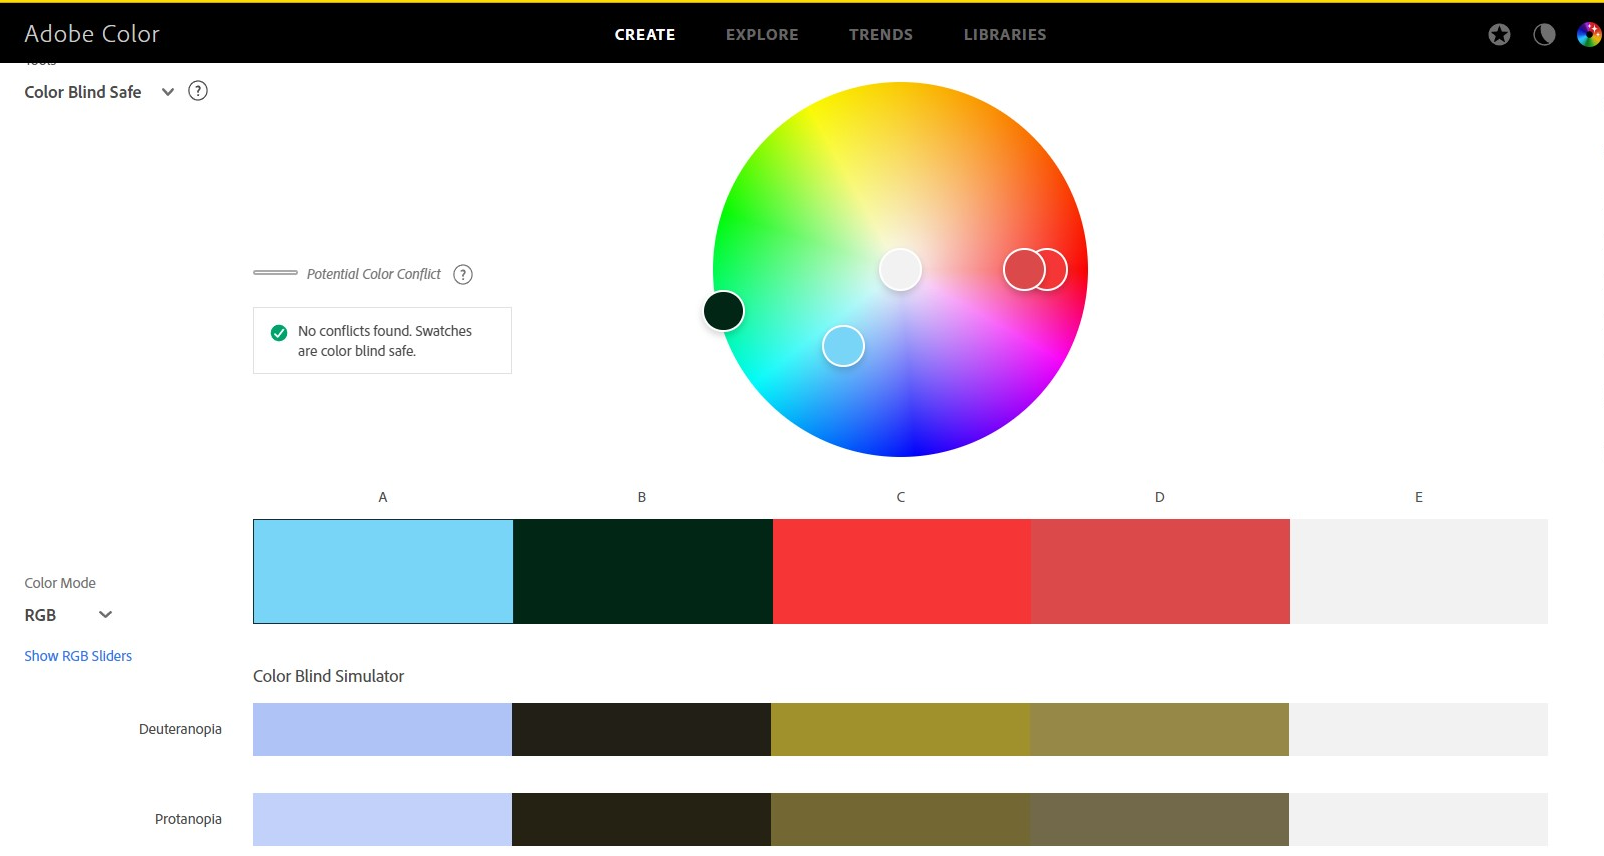 Adobe Color
CREATE
EXPLORE
TRENDS
LIBRARIES
Tools
Color Blind Safe
?
Potential Color Conflict
?
No conflicts found. Swatches
are color blind safe.
A
B
C
D
E
Color Mode
RGB
Show RGB Sliders
Color Blind Simulator
Deuteranopia
Protanopia